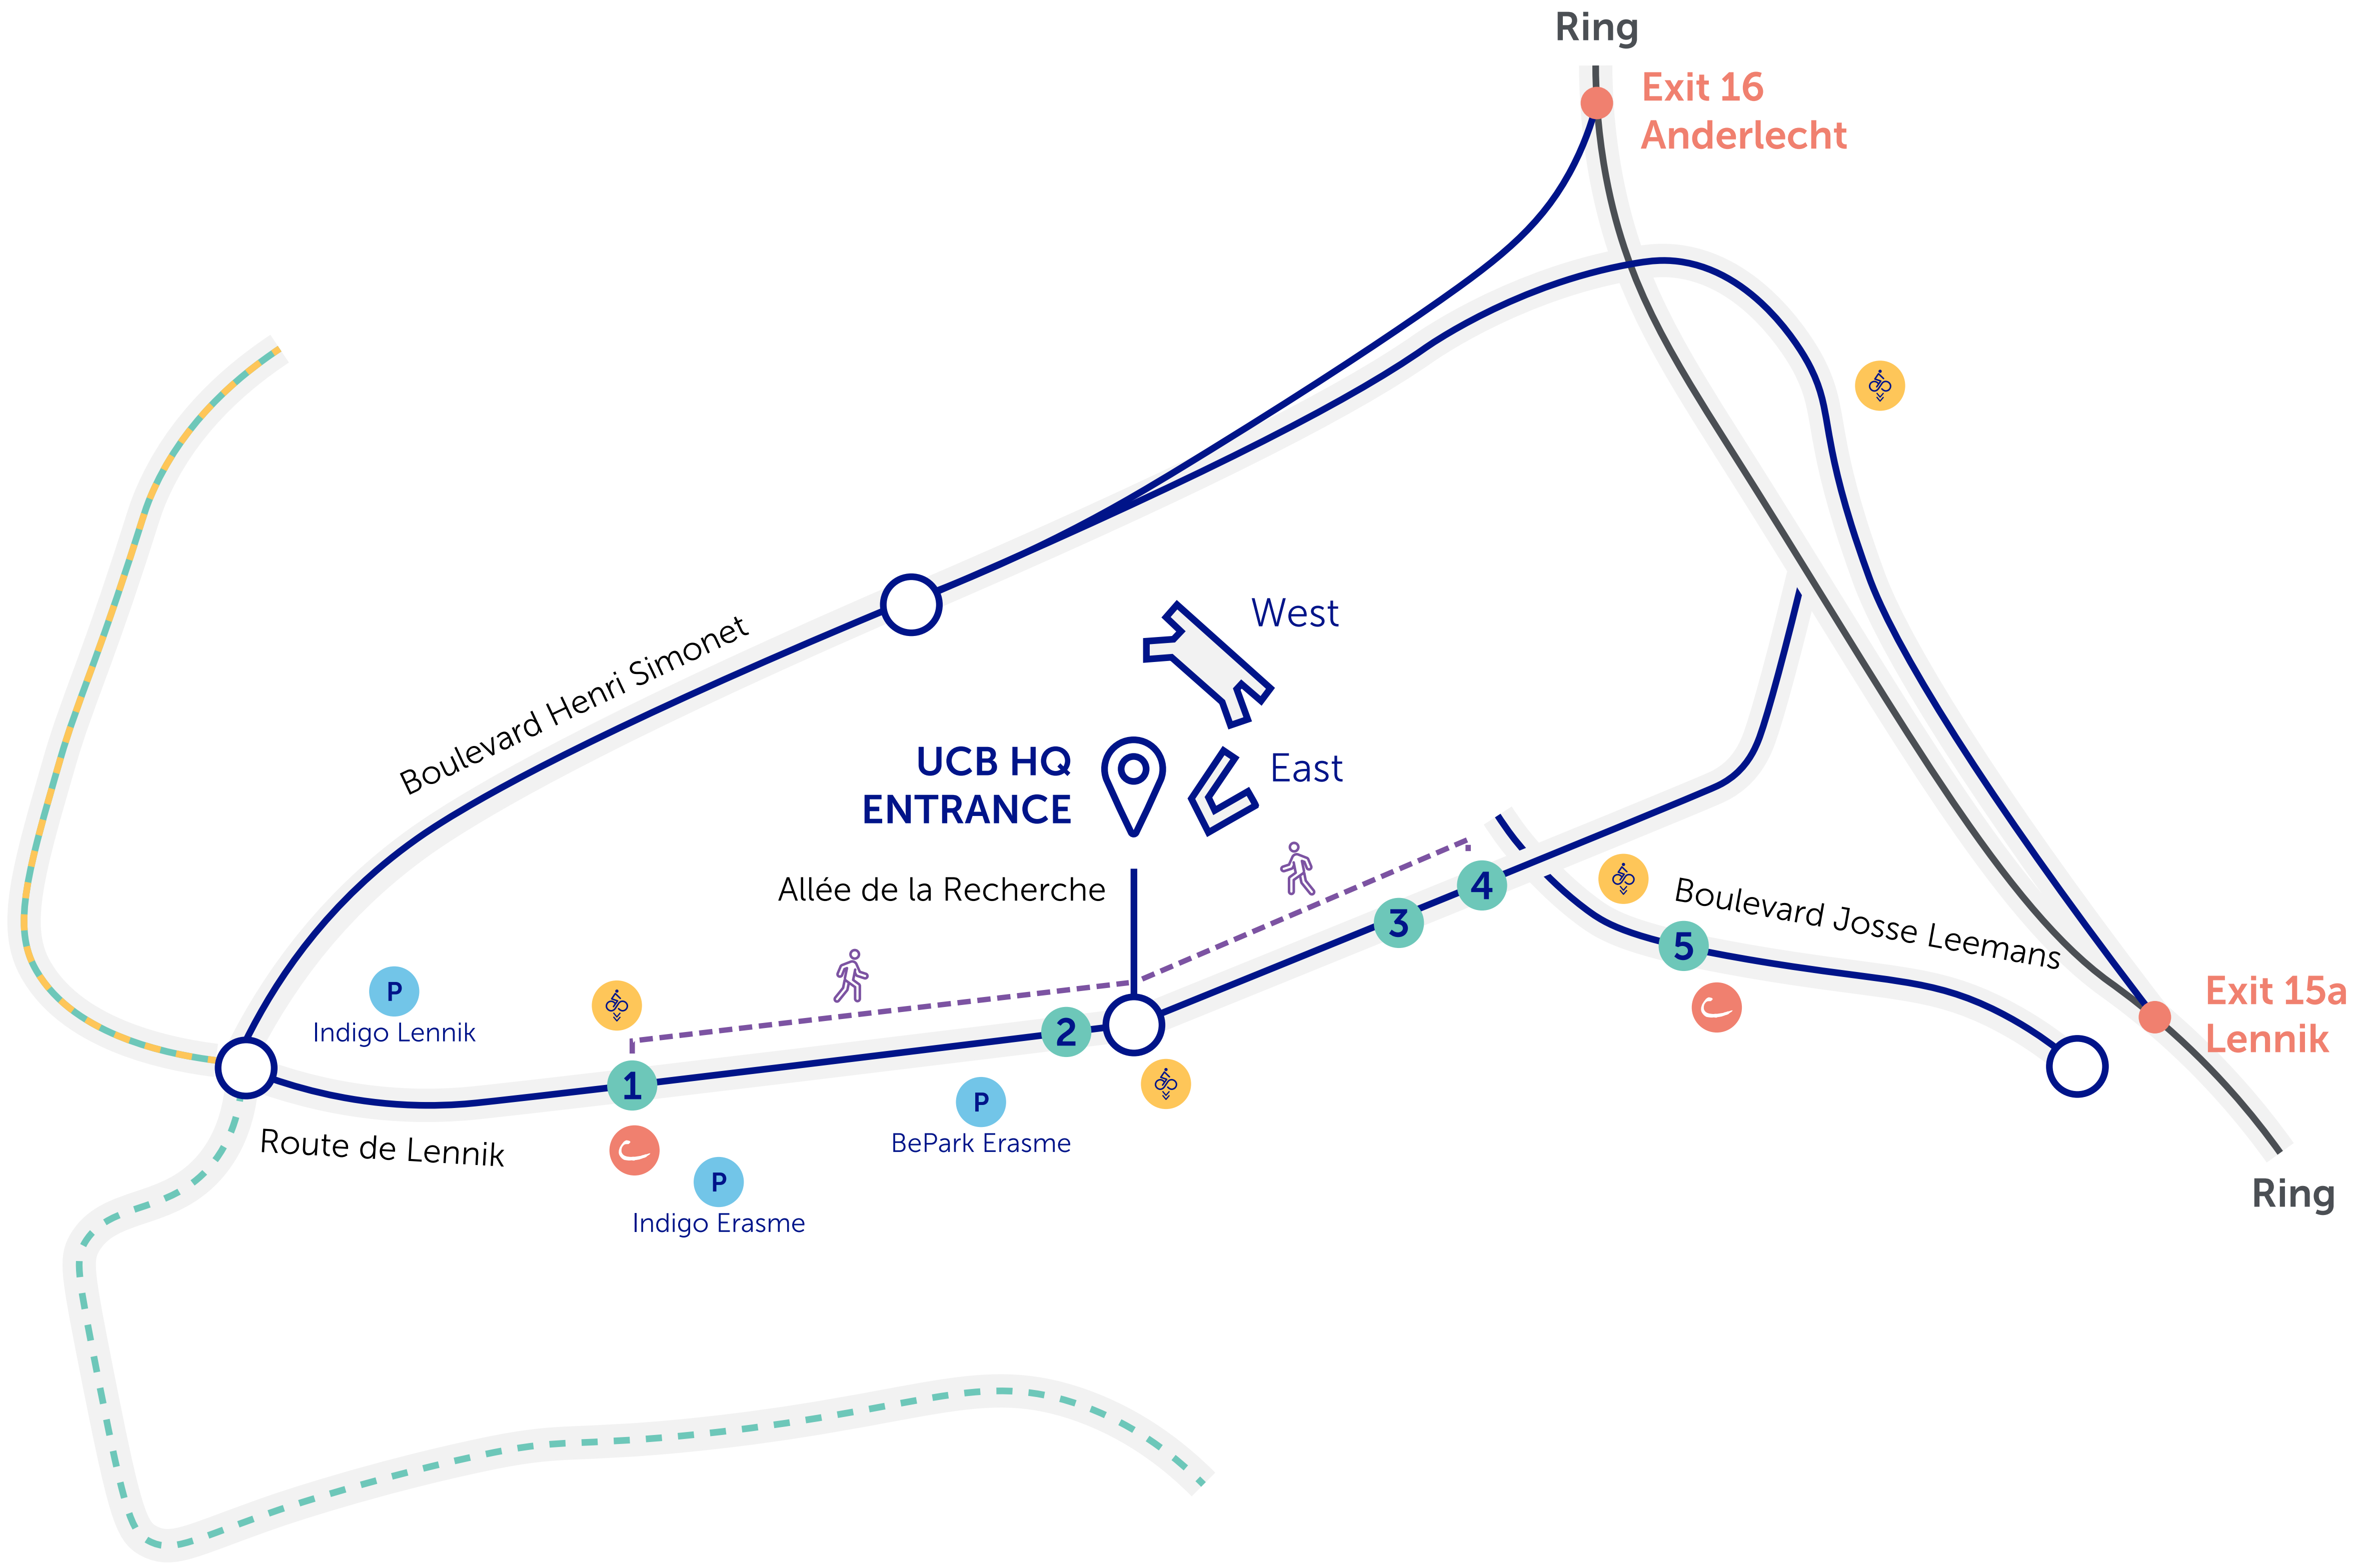 Ring
Exit 16
Anderlecht
West
Boulevard Henri Simonet
UCB HQ
ENTRANCE
East
Allée de la Recherche
4
3
Boulevard Josse Leemans
5
P
Indigo Lennik
Exit 15a
Lennik
2
1
P
BePark Erasme
Route de Lennik
P
Indigo Erasme
Ring